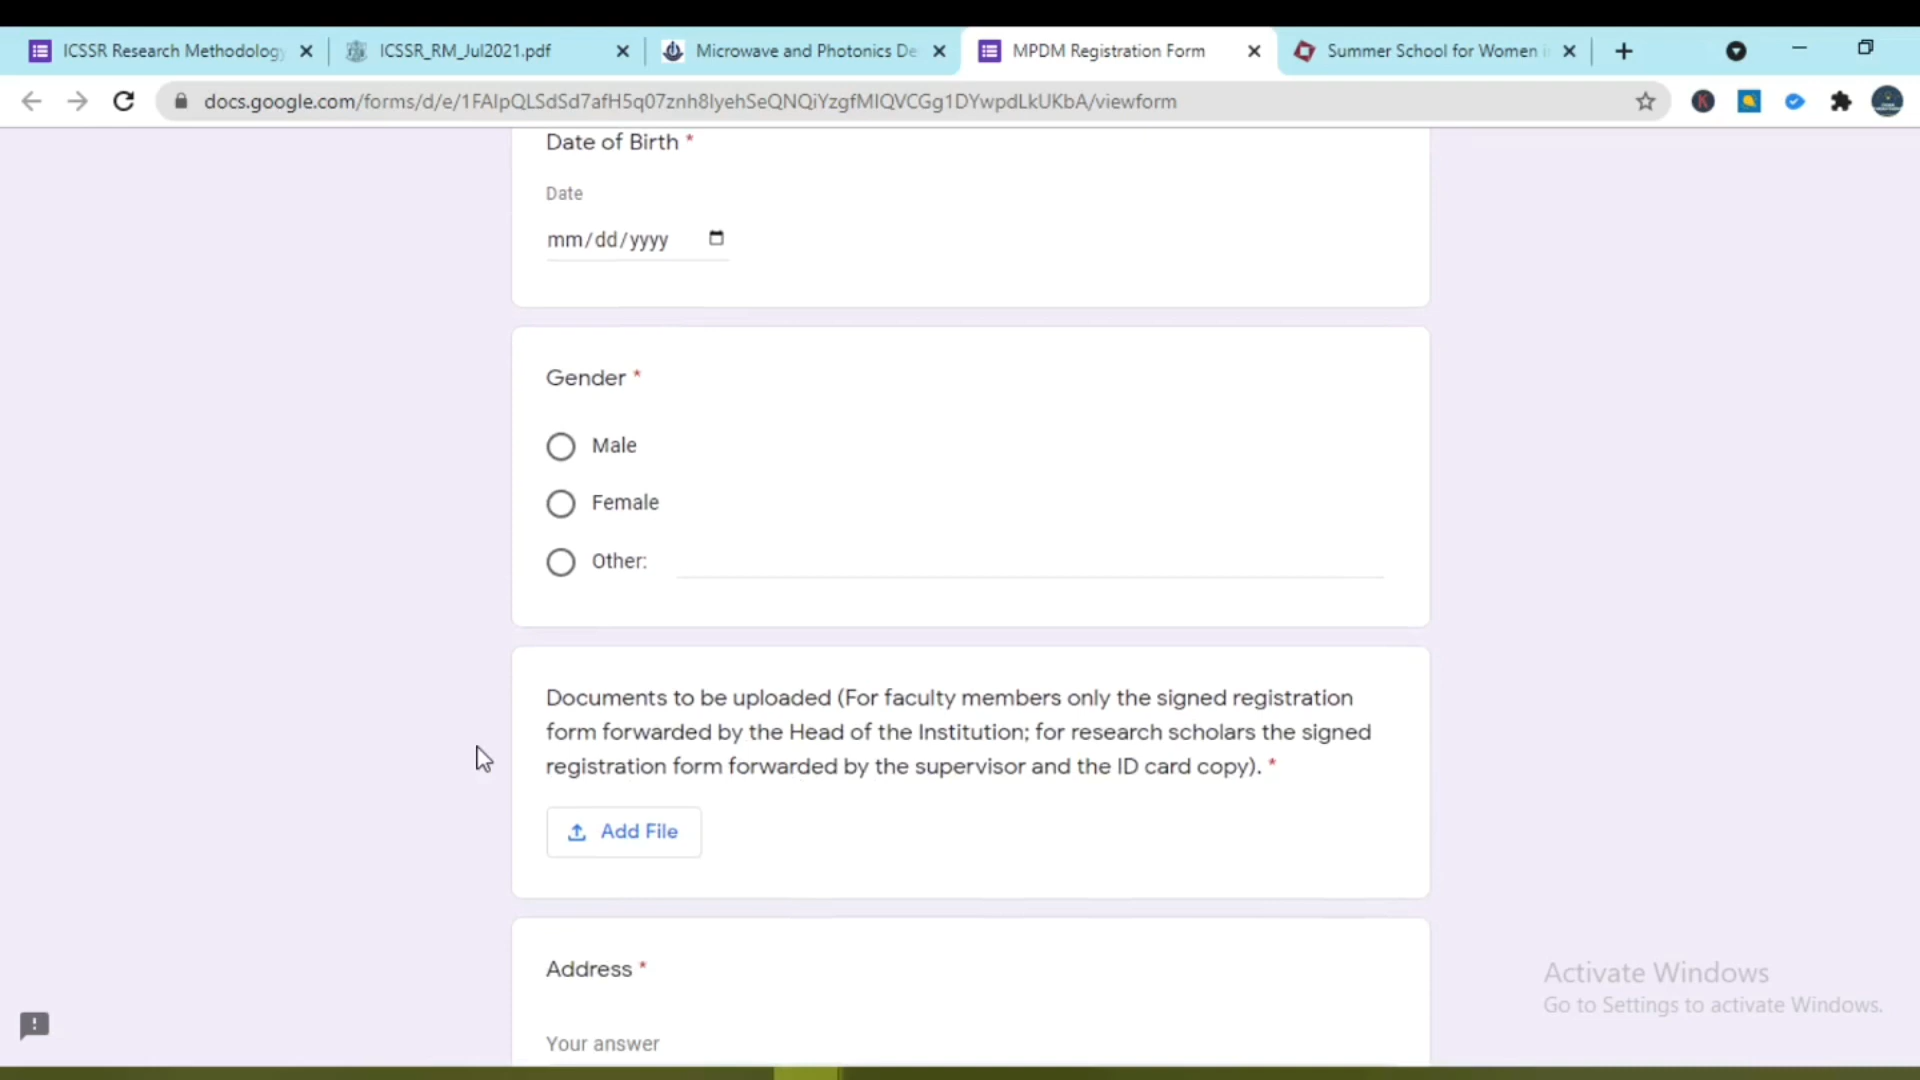 ICSSR Research Methodology
ICSSR_RM_Jul2021.pdf
Microwave and Photonics De
MPDM Registration Form
Summer School for Women i
docs.google.com/forms/d/e/1FAIpQLSdSd7afH5q07znh8IyehSeQNQiYzgfMIQVCGg1DYwpdLkUKbA/viewform
K
Date of Birth *
Date
mm/dd/yyyy
Gender *
Male
Female
Other:
Documents to be uploaded (For faculty members only the signed registration
form forwarded by the Head of the Institution; for research scholars the signed
registration form forwarded by the supervisor and the ID card copy). *
Add File
Address *
Your answer
Activate Windows
Go to Settings to activate Windows.